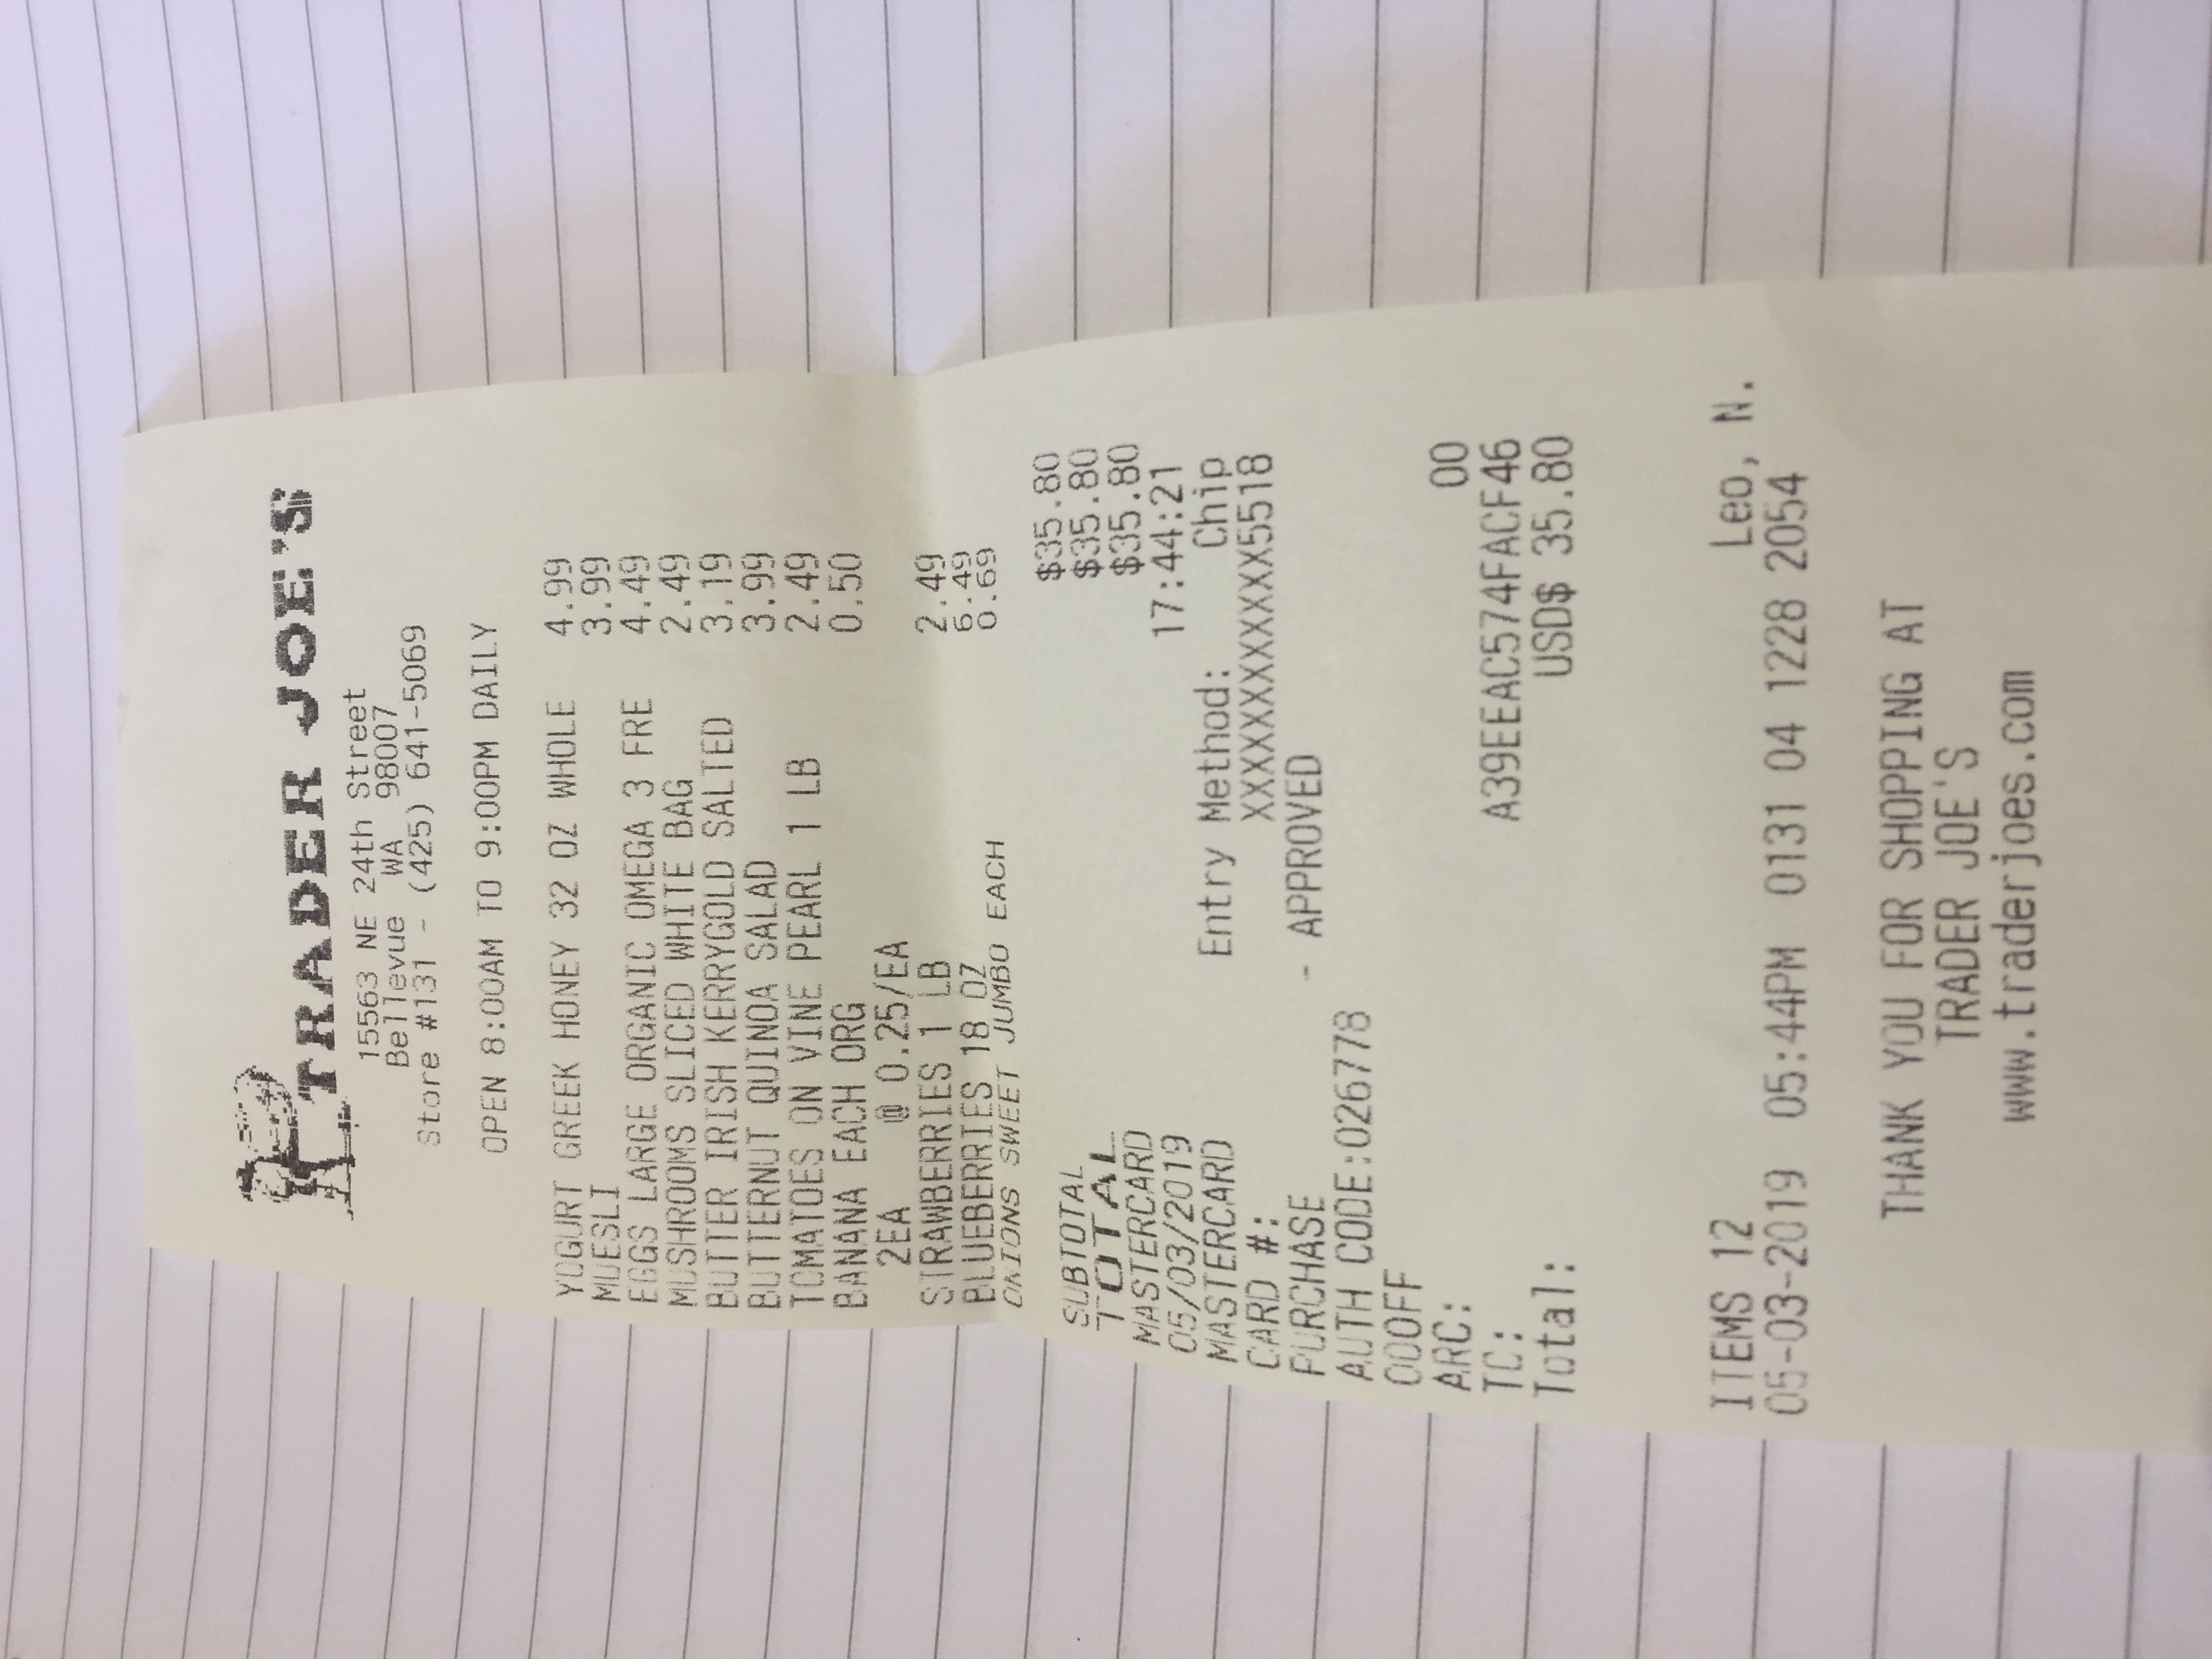 TRADER JOE'S
15563 NE 24th Street
Bellevue WA 98007
Store #131 - (425) 641-5069
OPEN 8:00AM TO 9:00PM DAILY
YOGURT GREEK HONEY 32 OZ WHOLE 4.99
MUESLI 3.99
EGGS LARGE ORGANIC OMEGA 3 FRE 4.49
MUSHROOMS SLICED WHITE BAG 2.49
BUTTER IRISH KERRYGOLD SALTED 3.19
BUTTERNUT QUINOA SALAD 3.99
TOMATOES ON VINE PEARL 1 LB 2.49
BANANA EACH ORG 0.50
2EA @ 0.25/EA
STRAWBERRIES 1 LB 2.49
BLUEBERRIES 18 OZ 6.49
ONIONS SWEET JUMBO EACH 0.69
SUBTOTAL $35.80
TOTAL $35.80
MASTERCARD $35.80
05/03/2019 17:44:21
MASTERCARD Entry Method: Chip
CARD #: XXXXXXXXXXXX5518
PURCHASE - APPROVED
AUTH CODE:026778
000FF
ARC: 00
TC: A39EEAC574FACF46
Total: USD$ 35.80
ITEMS 12 Leo, N.
05-03-2019 05:44PM 0131 04 1228 2054
THANK YOU FOR SHOPPING AT
TRADER JOE'S
www.traderjoes.com